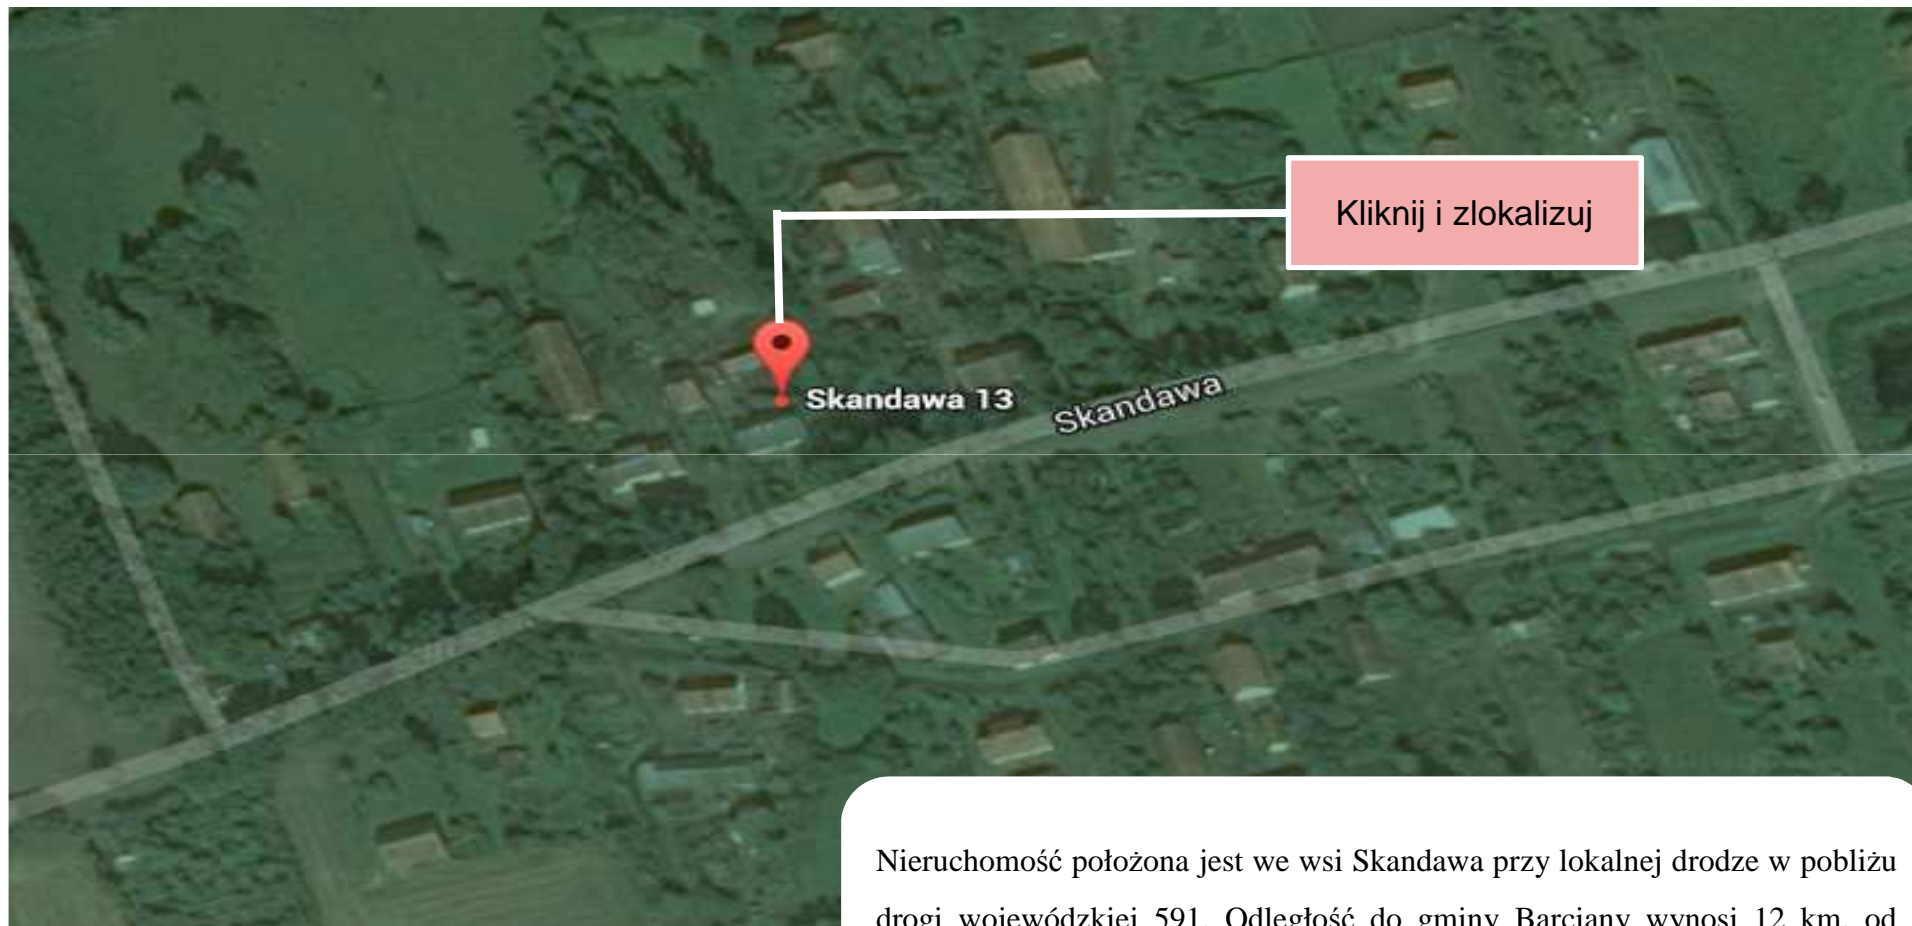 Kliknij i zlokalizuj
Skandawa 13
Skandawa
Nieruchomość położona jest we wsi Skandawa przy lokalnej drodze w pobliżu
drogi wojewódzkiej 591. Odległość do gminy Barciany wynosi 12 km, od